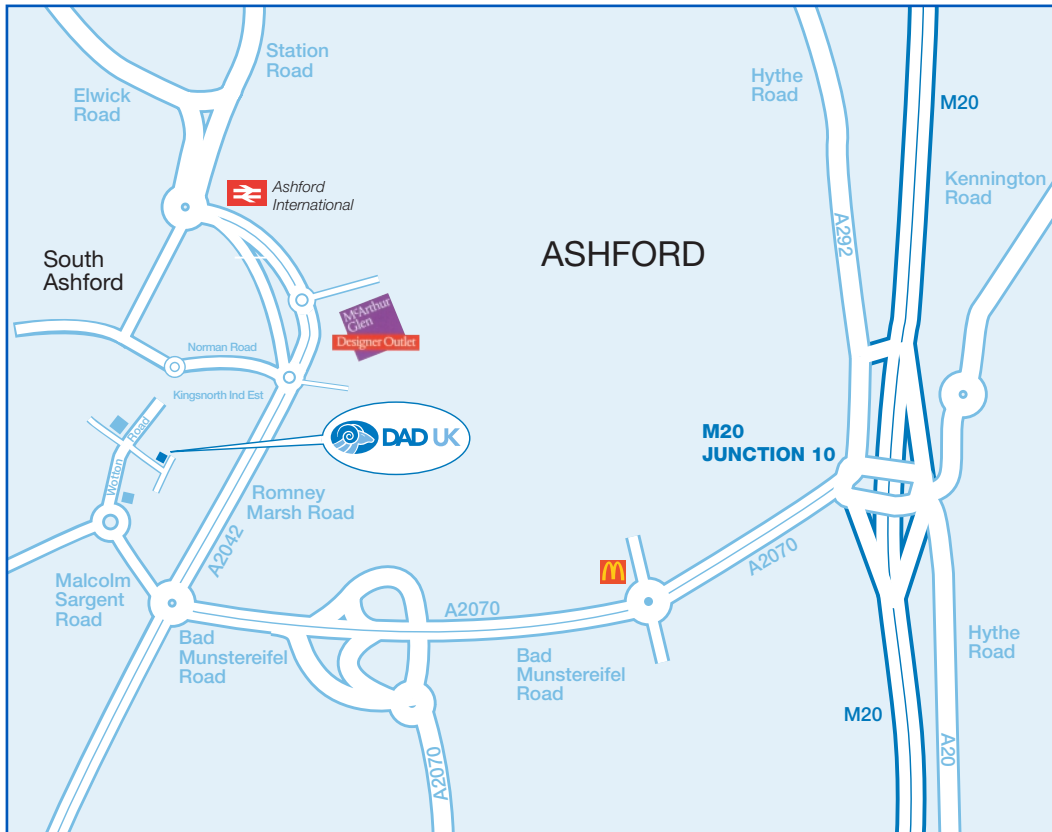 Station
Road
Elwick
Road
Hythe
Road
M20
Kennington
Road
Ashford
International
A292
South
Ashford
ASHFORD
McArthur
Glen
Designer Outlet
Norman Road
Kingsnorth Ind Est
Wotton Road
DAD UK
M20
JUNCTION 10
Romney
Marsh Road
A2042
A2070
Malcolm
Sargent
Road
A2070
Bad
Munstereifel
Road
Bad
Munstereifel
Road
Hythe
Road
M20
A20
A2070